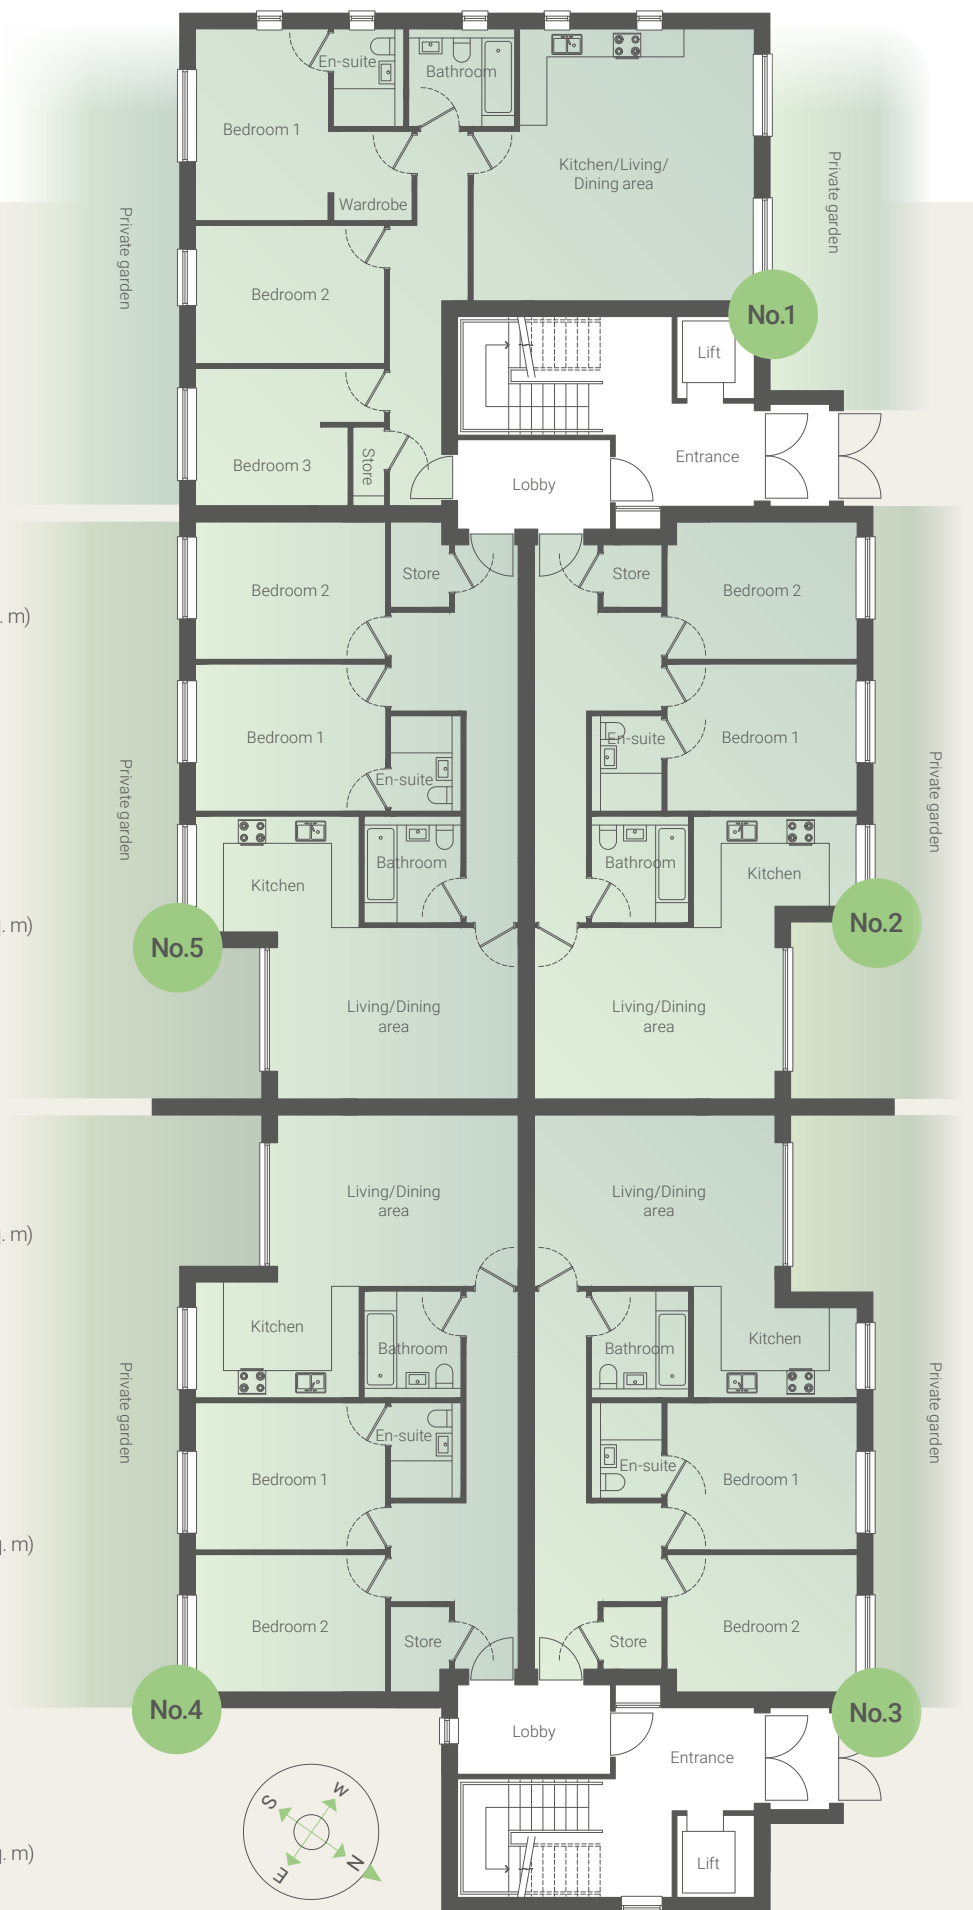 En-suite
Bathroom
Bedroom 1
Kitchen/Living/
Dining area
Private garden
Wardrobe
Private garden
Bedroom 2
No.1
Lift
Bedroom 3
Store
Entrance
Lobby
Store
Store
Bedroom 2
Bedroom 2
. m)
Bedroom 1
En-suite
Bedroom 1
Private garden
En-suite
Private garden
Bathroom
Bathroom
Kitchen
Kitchen
No.2
q. m)
No.5
Living/Dining
area
Living/Dining
area
Living/Dining
area
Living/Dining
area
q. m)
Kitchen
Kitchen
Bathroom
Bathroom
Private garden
Private garden
En-suite
En-suite
Bedroom 1
Bedroom 1
q. m)
Bedroom 2
Bedroom 2
Store
Store
No.4
No.3
Lobby
Entrance
S
W
E
N
q. m)
Lift